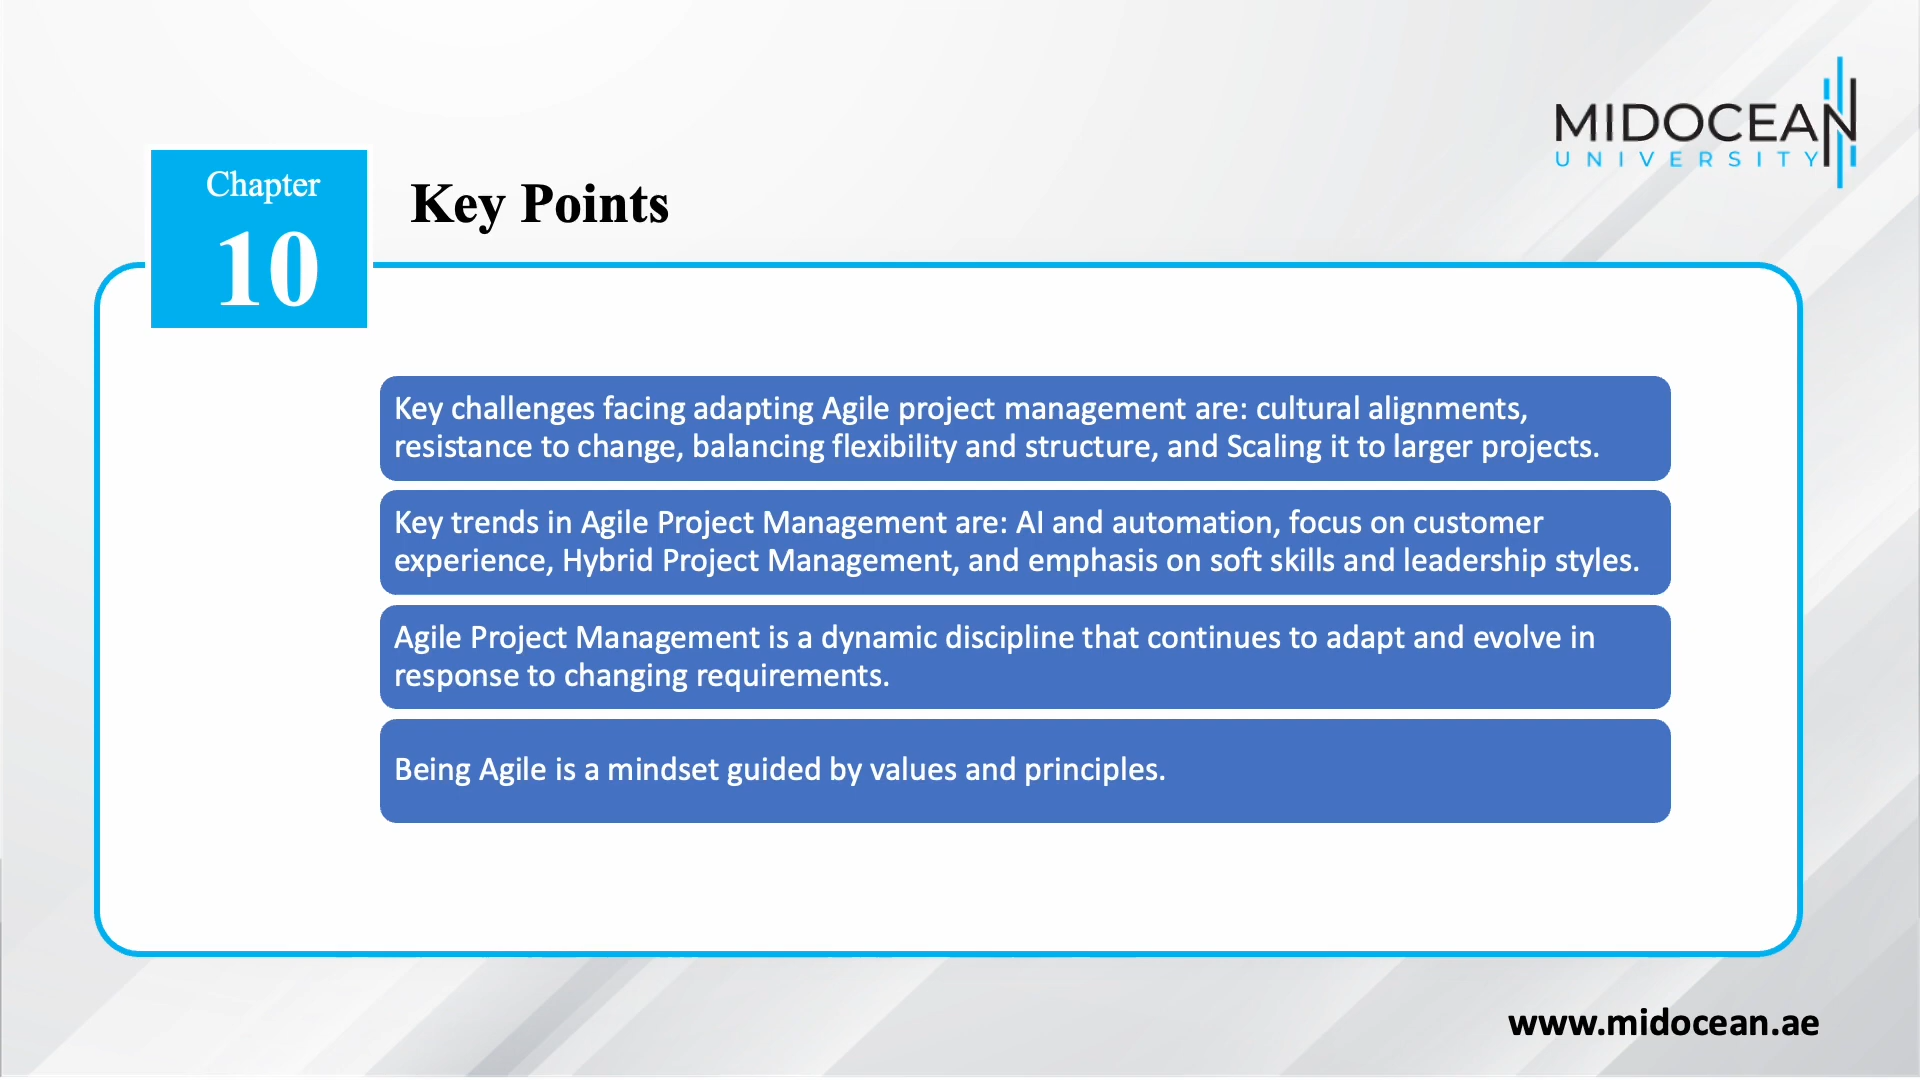 MIDOCEAN
UNIVERSITY
Chapter
10
Key Points
Key challenges facing adapting Agile project management are: cultural alignments,
resistance to change, balancing flexibility and structure, and Scaling it to larger projects.
Key trends in Agile Project Management are: AI and automation, focus on customer
experience, Hybrid Project Management, and emphasis on soft skills and leadership styles.
Agile Project Management is a dynamic discipline that continues to adapt and evolve in
response to changing requirements.
Being Agile is a mindset guided by values and principles.
www.midocean.ae